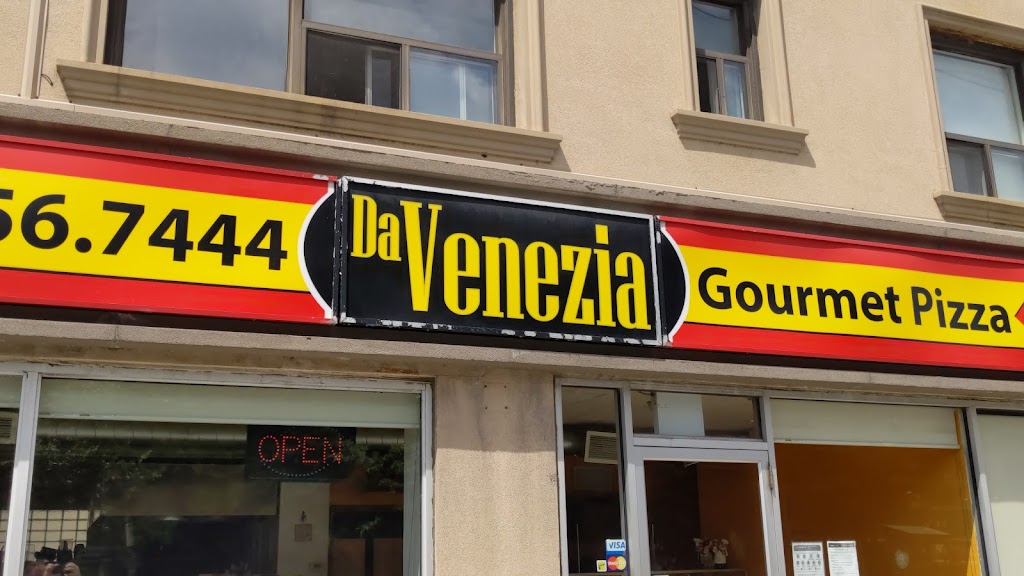 56.7444
Da Venezia
Gourmet Pizza
OPEN
VISA